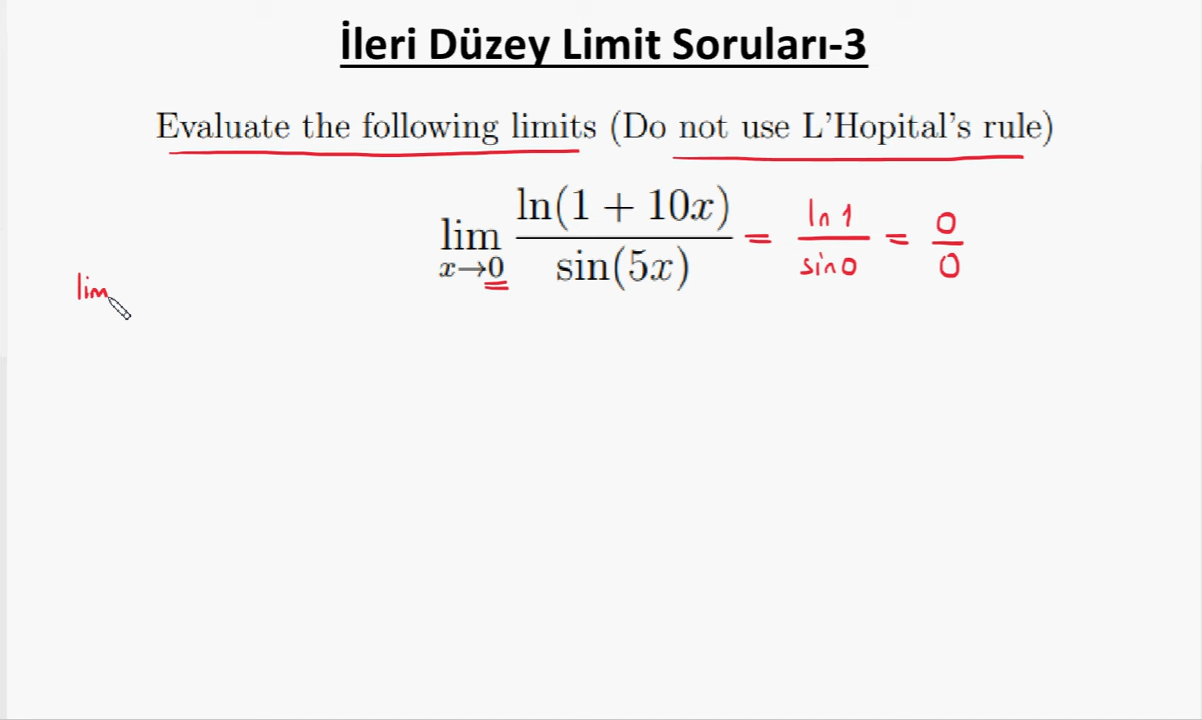 İleri Düzey Limit Soruları-3
Evaluate the following limits (Do not use L'Hopital's rule)
lim x→0 ln(1 + 10x) / sin(5x) = ln 1 / sin 0 = 0 / 0
lim